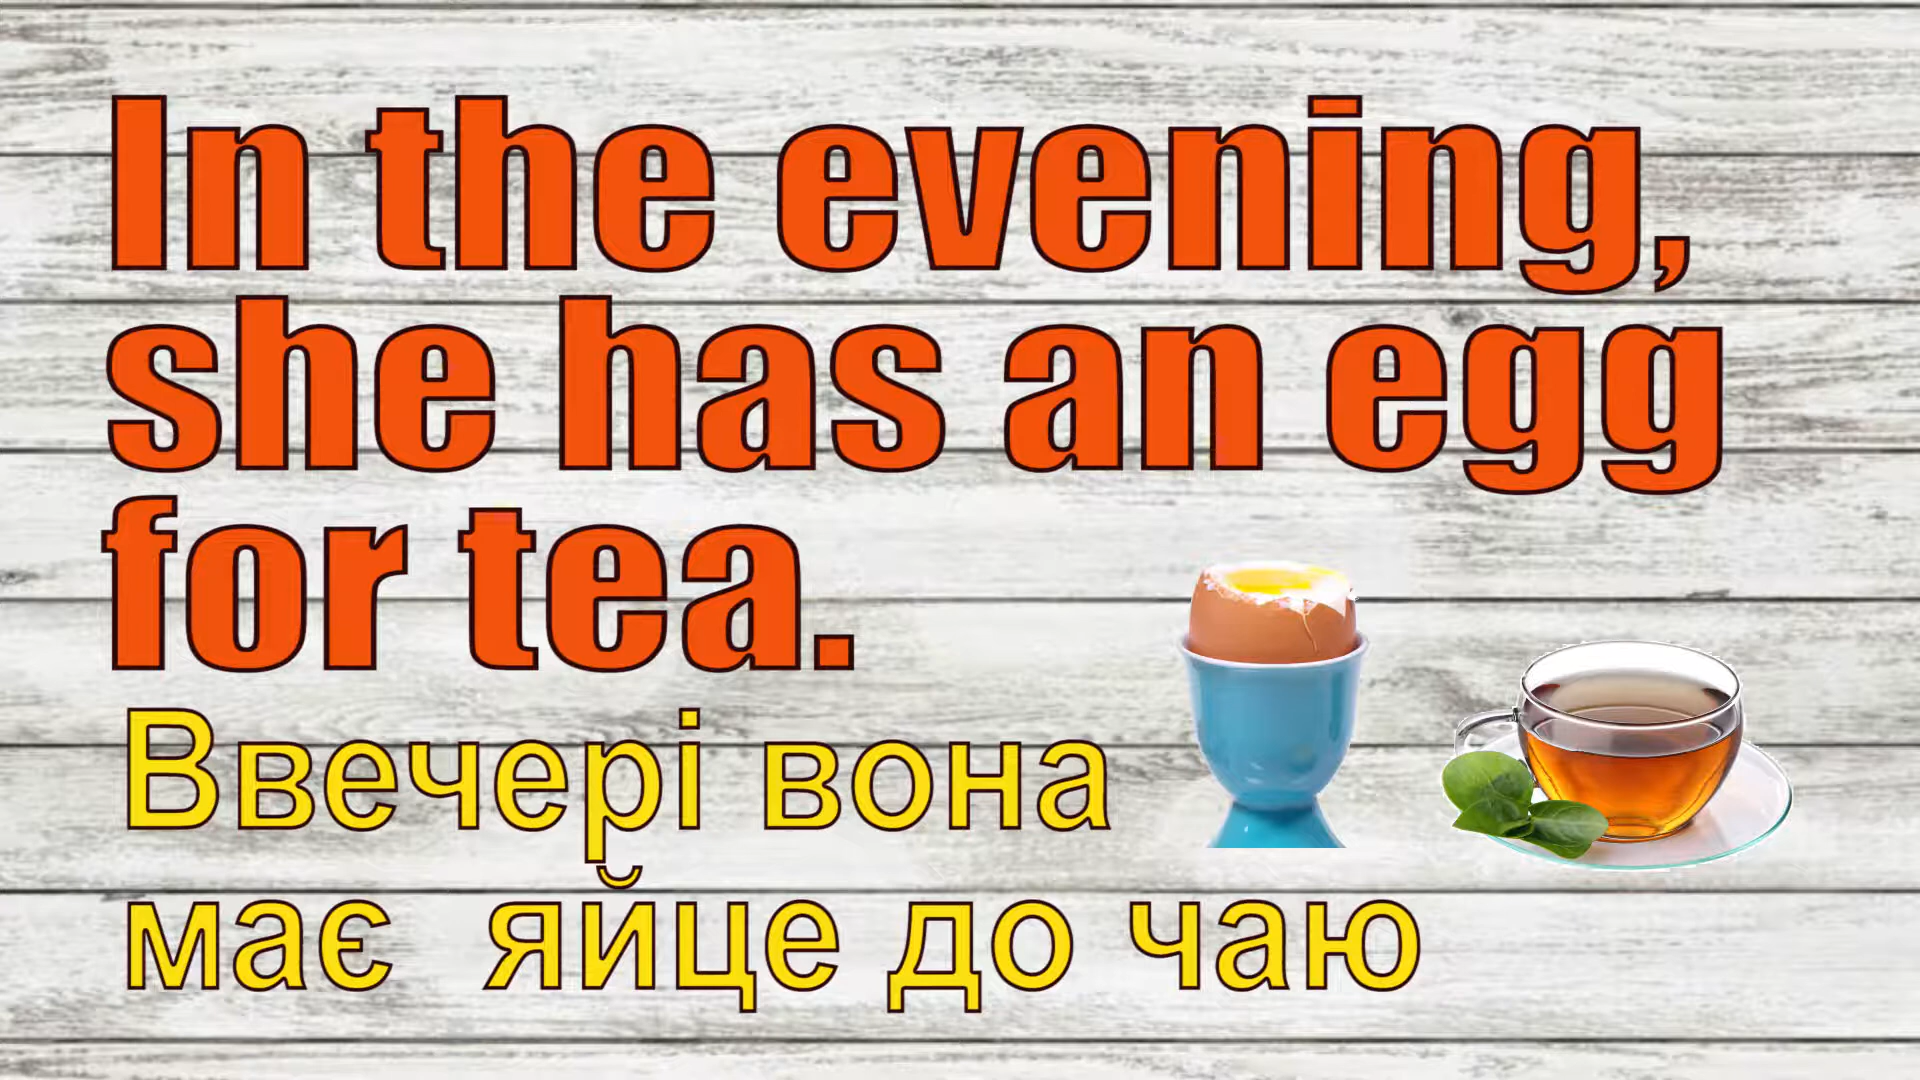 In the evening,
she has an egg
for tea.
Ввечері вона
має  яйце до чаю